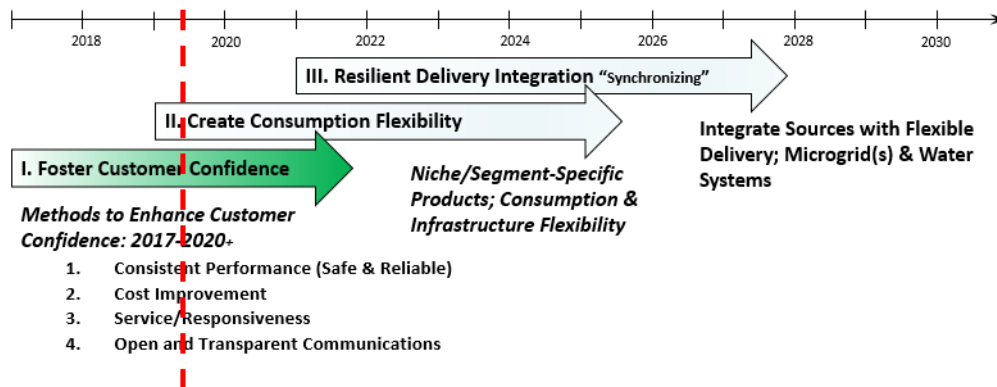 2018 2020 2022 2024 2026 2028 2030
III. Resilient Delivery Integration “Synchronizing”
II. Create Consumption Flexibility
I. Foster Customer Confidence
Integrate Sources with Flexible
Delivery; Microgrid(s) & Water
Systems
Niche/Segment-Specific
Products; Consumption &
Infrastructure Flexibility
Methods to Enhance Customer
Confidence: 2017-2020+
1. Consistent Performance (Safe & Reliable)
2. Cost Improvement
3. Service/Responsiveness
4. Open and Transparent Communications